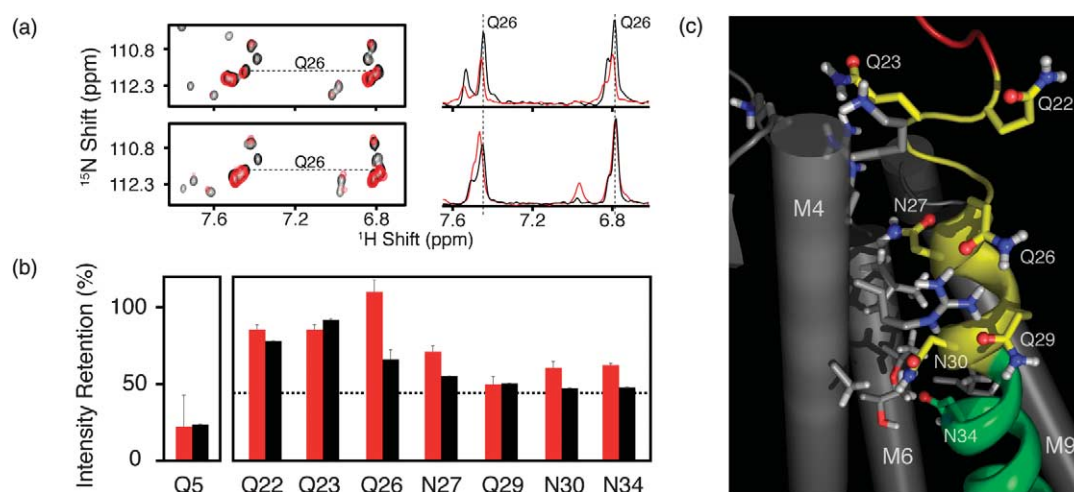 (a)
Q26
Q26
110.8
112.3
Q26
110.8
112.3
Q26
¹⁵N Shift (ppm)
7.6 7.2 6.8
7.6 7.2 6.8
¹H Shift (ppm)
(b)
Intensity Retention (%)
100
50
0
Q5 Q22 Q23 Q26 N27 Q29 N30 N34
(c)
Q23
Q22
M4
N27
Q26
Q29
N30
N34
M6
M9